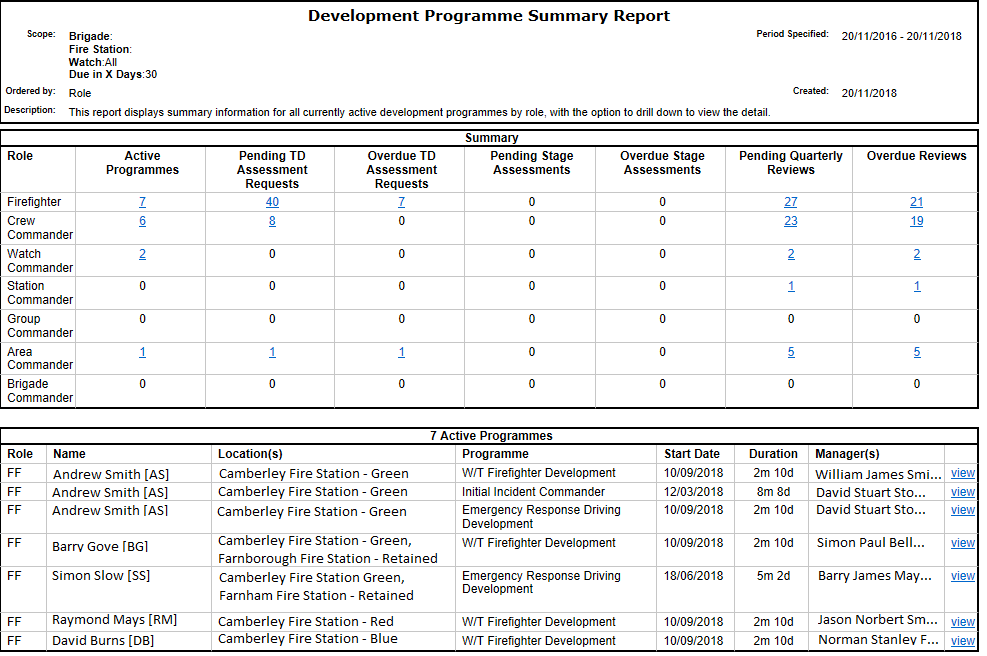 Development Programme Summary Report
Scope: Brigade: Period Specified: 20/11/2016 - 20/11/2018
Fire Station:
Watch:All
Due in X Days:30
Ordered by: Role Created: 20/11/2018
Description: This report displays summary information for all currently active development programmes by role, with the option to drill down to view the detail.
Summary
Role Active Pending TD Overdue TD Pending Stage Overdue Stage Pending Quarterly Overdue Reviews
Programmes Assessment Assessment Assessments Assessments Reviews
Requests Requests
Firefighter 7 40 7 0 0 27 21
Crew 6 8 0 0 0 23 19
Commander
Watch 2 0 0 0 0 2 2
Commander
Station 0 0 0 0 0 1 1
Commander
Group 0 0 0 0 0 0 0
Commander
Area 1 1 1 0 0 5 5
Commander
Brigade 0 0 0 0 0 0 0
Commander
7 Active Programmes
Role Name Location(s) Programme Start Date Duration Manager(s)
FF Andrew Smith [AS] Camberley Fire Station - Green W/T Firefighter Development 10/09/2018 2m 10d William James Smi... view
FF Andrew Smith [AS] Camberley Fire Station - Green Initial Incident Commander 12/03/2018 8m 8d David Stuart Sto... view
FF Andrew Smith [AS] Camberley Fire Station - Green Emergency Response Driving 10/09/2018 2m 10d David Stuart Sto... view
Development
FF Barry Gove [BG] Camberley Fire Station - Green, W/T Firefighter Development 10/09/2018 2m 10d Simon Paul Bell... view
Farnborough Fire Station - Retained
FF Simon Slow [SS] Camberley Fire Station Green, Emergency Response Driving 18/06/2018 5m 2d Barry James May... view
Farnham Fire Station - Retained Development
FF Raymond Mays [RM] Camberley Fire Station - Red W/T Firefighter Development 10/09/2018 2m 10d Jason Norbert Sm... view
FF David Burns [DB] Camberley Fire Station - Blue W/T Firefighter Development 10/09/2018 2m 10d Norman Stanley F... view